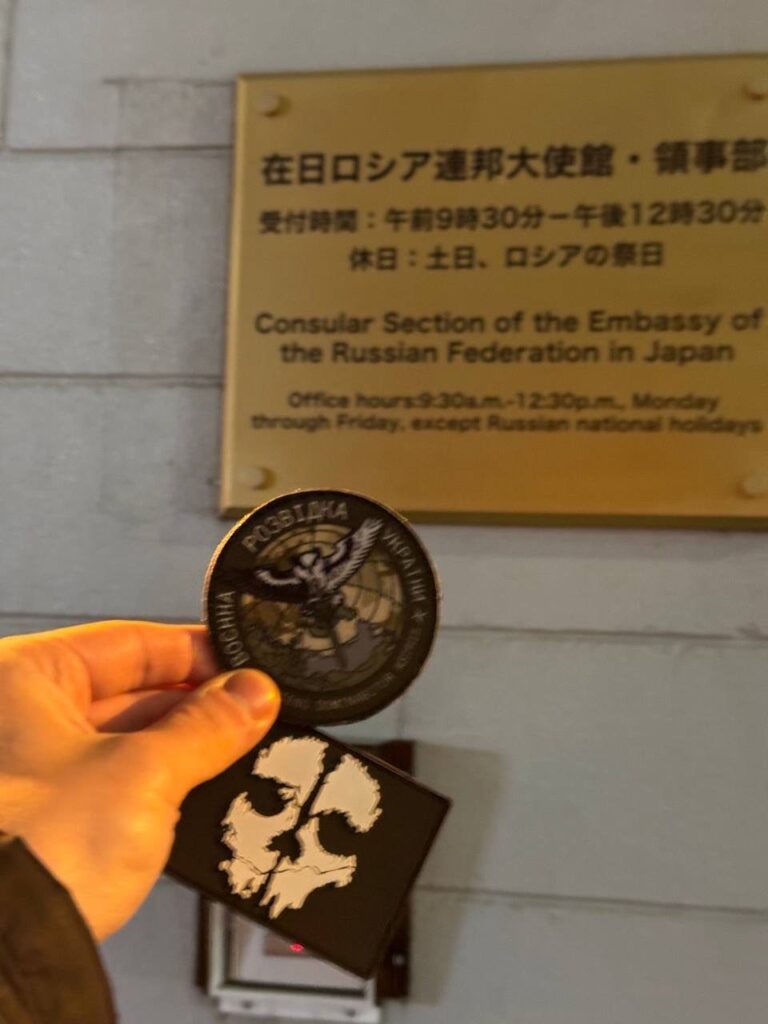 在日ロシア連邦大使館・領事部
受付時間：午前9時30分ー午後12時30分
休日：土日、ロシアの祭日
Consular Section of the Embassy of
the Russian Federation in Japan
Office hours:9:30a.m.-12:30p.m., Monday
through Friday, except Russian national holidays
ВОЄННА РОЗВІДКА УКРАЇНИ